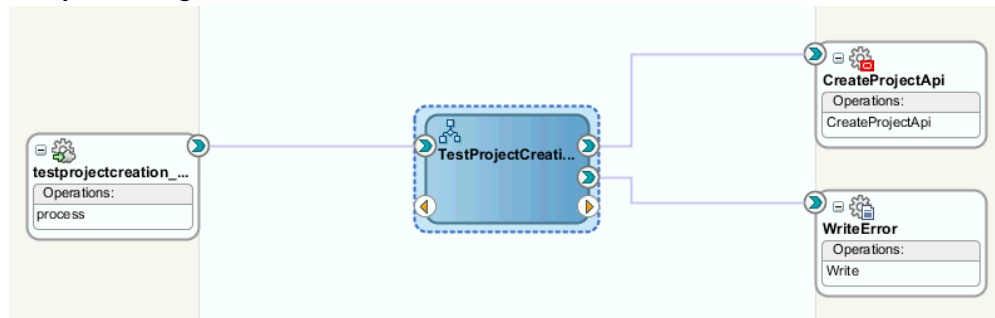 testprojectcreation_...
Operations:
process
TestProjectCreati...
CreateProjectApi
Operations:
CreateProjectApi
WriteError
Operations:
Write